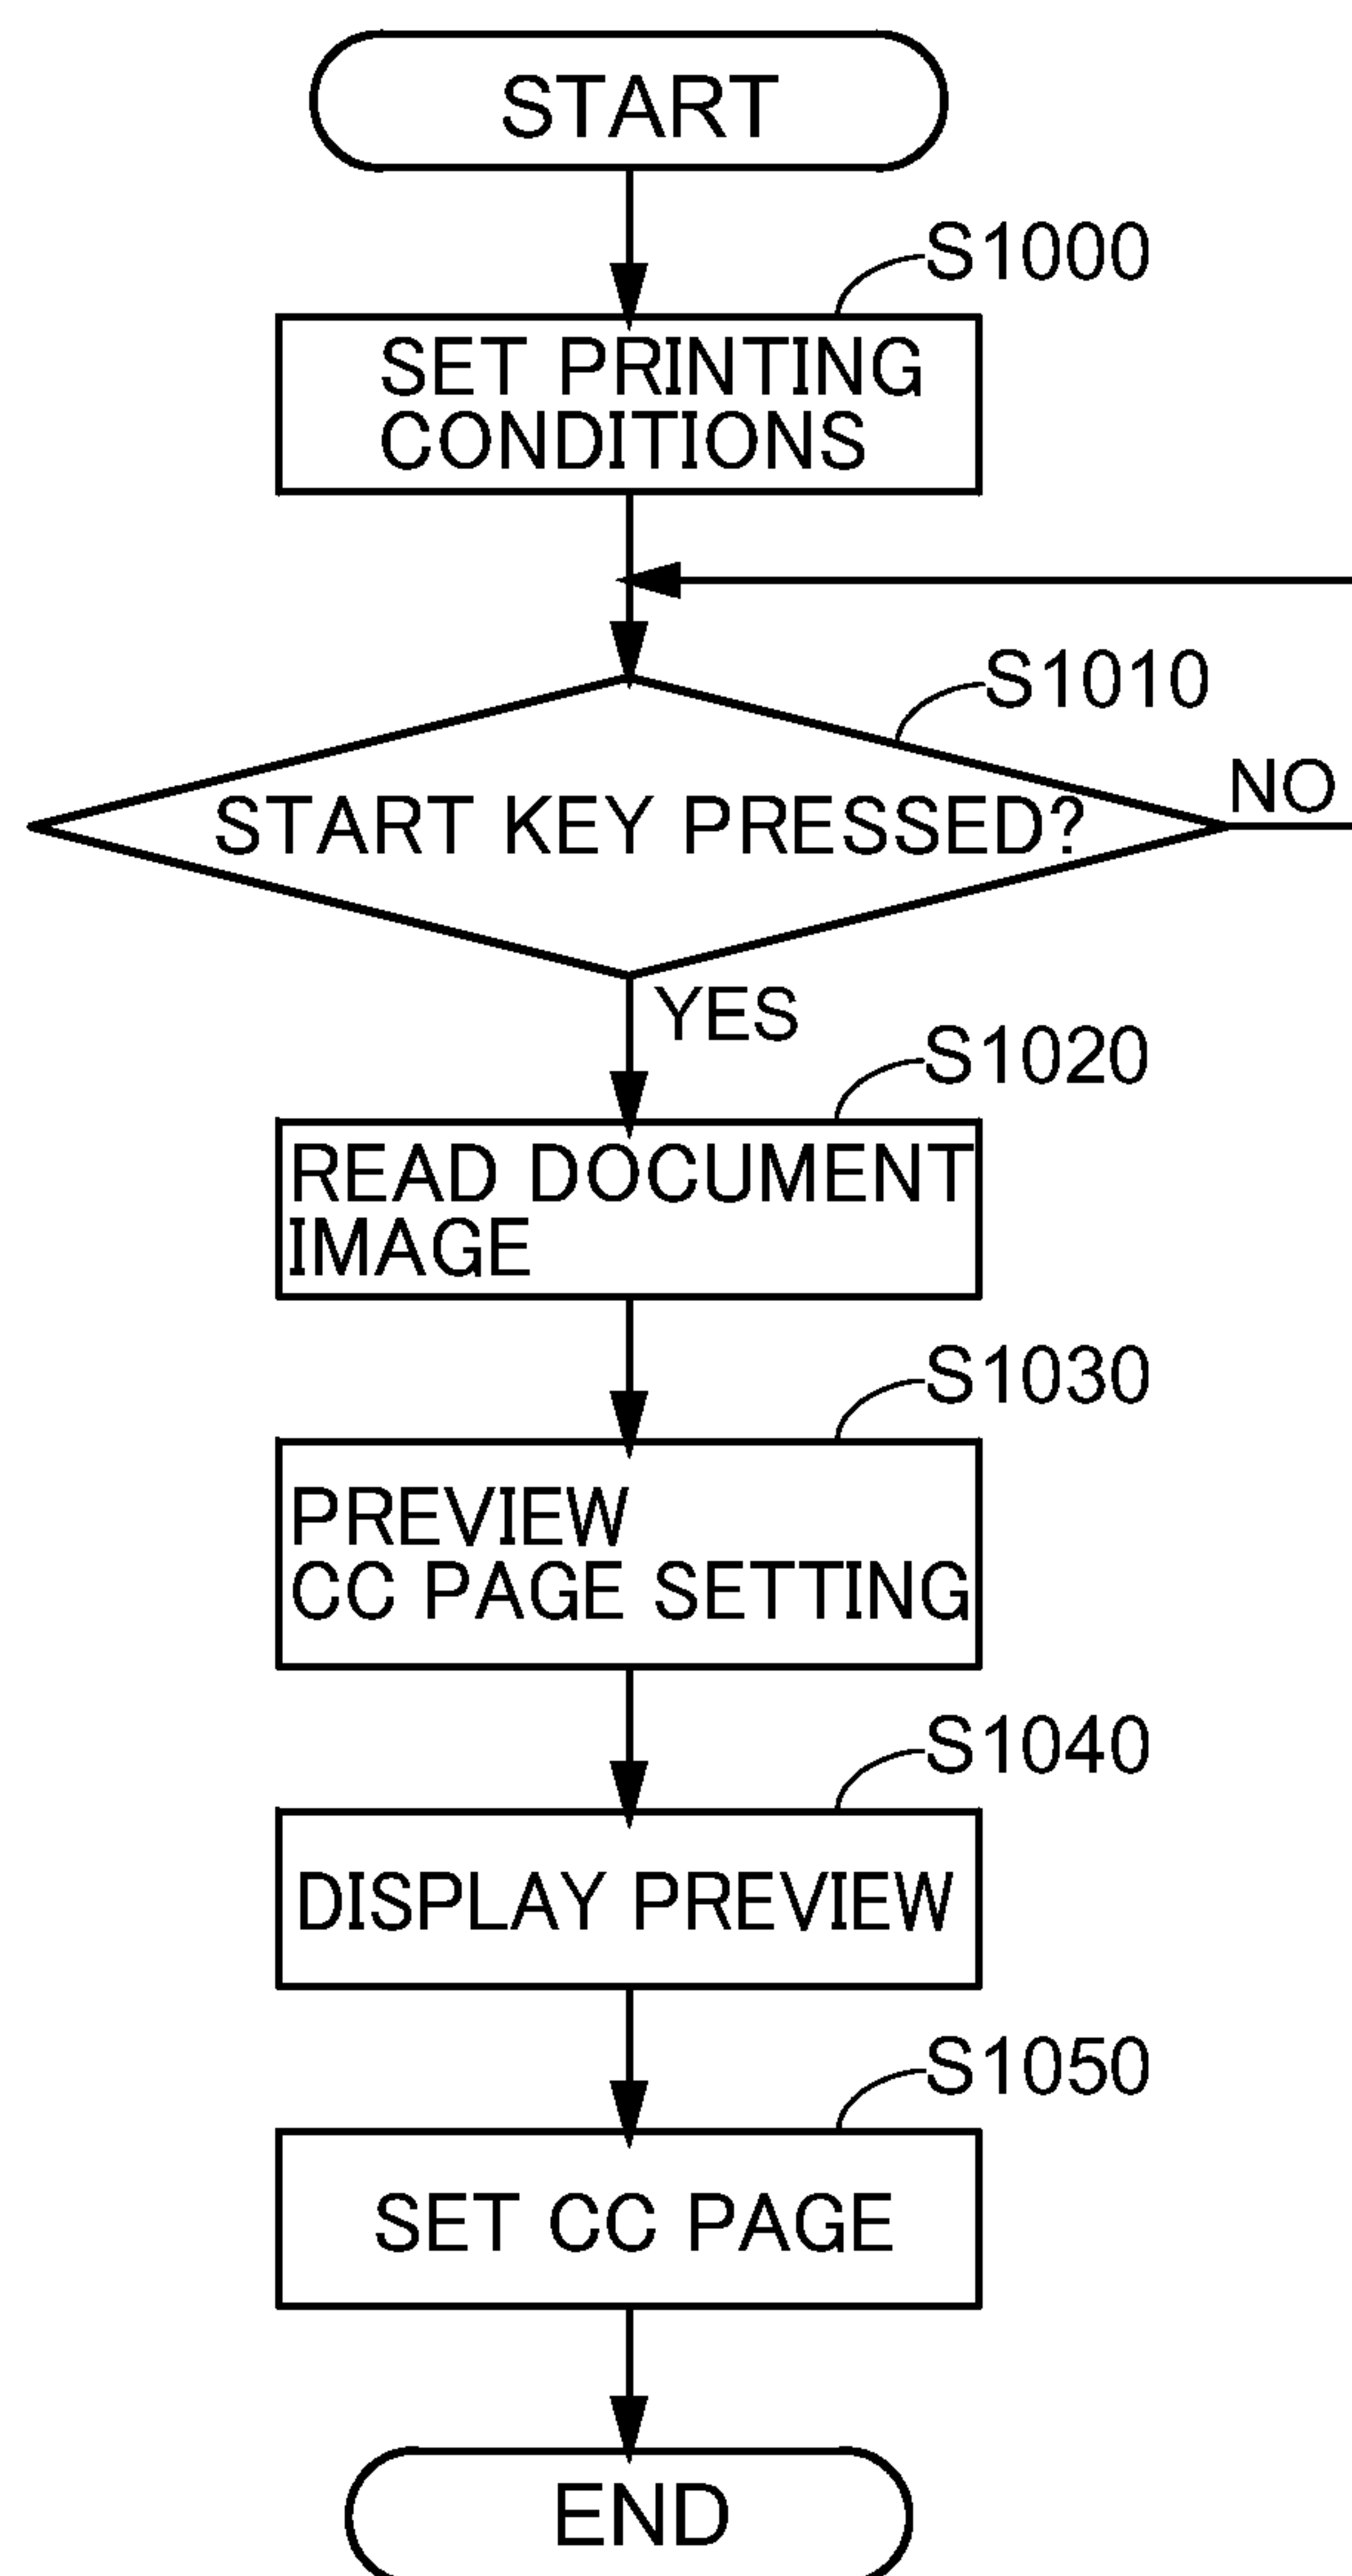 START
S1000
SET PRINTING
CONDITIONS
S1010
START KEY PRESSED?
NO
YES
S1020
READ DOCUMENT
IMAGE
S1030
PREVIEW
CC PAGE SETTING
S1040
DISPLAY PREVIEW
S1050
SET CC PAGE
END